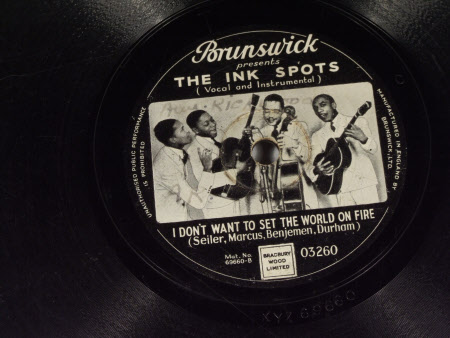 Brunswick
presents
THE INK SPOTS
(Vocal and Instrumental)
UNAUTHORISED PUBLIC PERFORMANCE
IS PROHIBITED
MANUFACTURED IN ENGLAND BY
BRUNSWICK, LTD.
I DON'T WANT TO SET THE WORLD ON FIRE
(Seiler, Marcus, Benjemen, Durham)
Mat. No.
69660-B
BRADBURY
WOOD
LIMITED
03260